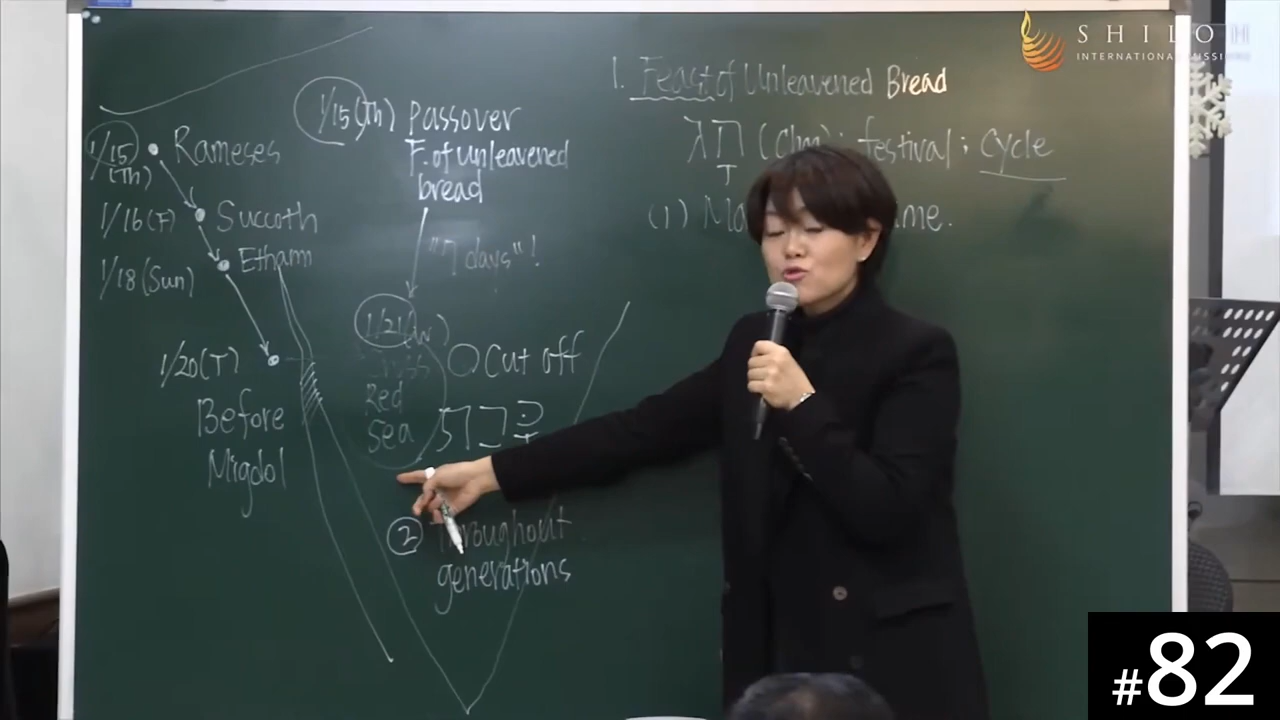 SHILOH
INTERNATIONAL MISSIONS
1. Feast of Unleavened Bread
festival ; cycle
(1)
1/15 (Th) Passover
F. of Unleavened
bread
"7 days"!
1/21(W)
Red
Sea
Cut off
② Throughout
generations
1/15 (Th) Rameses
1/16(F) Succoth
Etham
1/18(Sun)
1/20(T)
Before
Migdol
#82